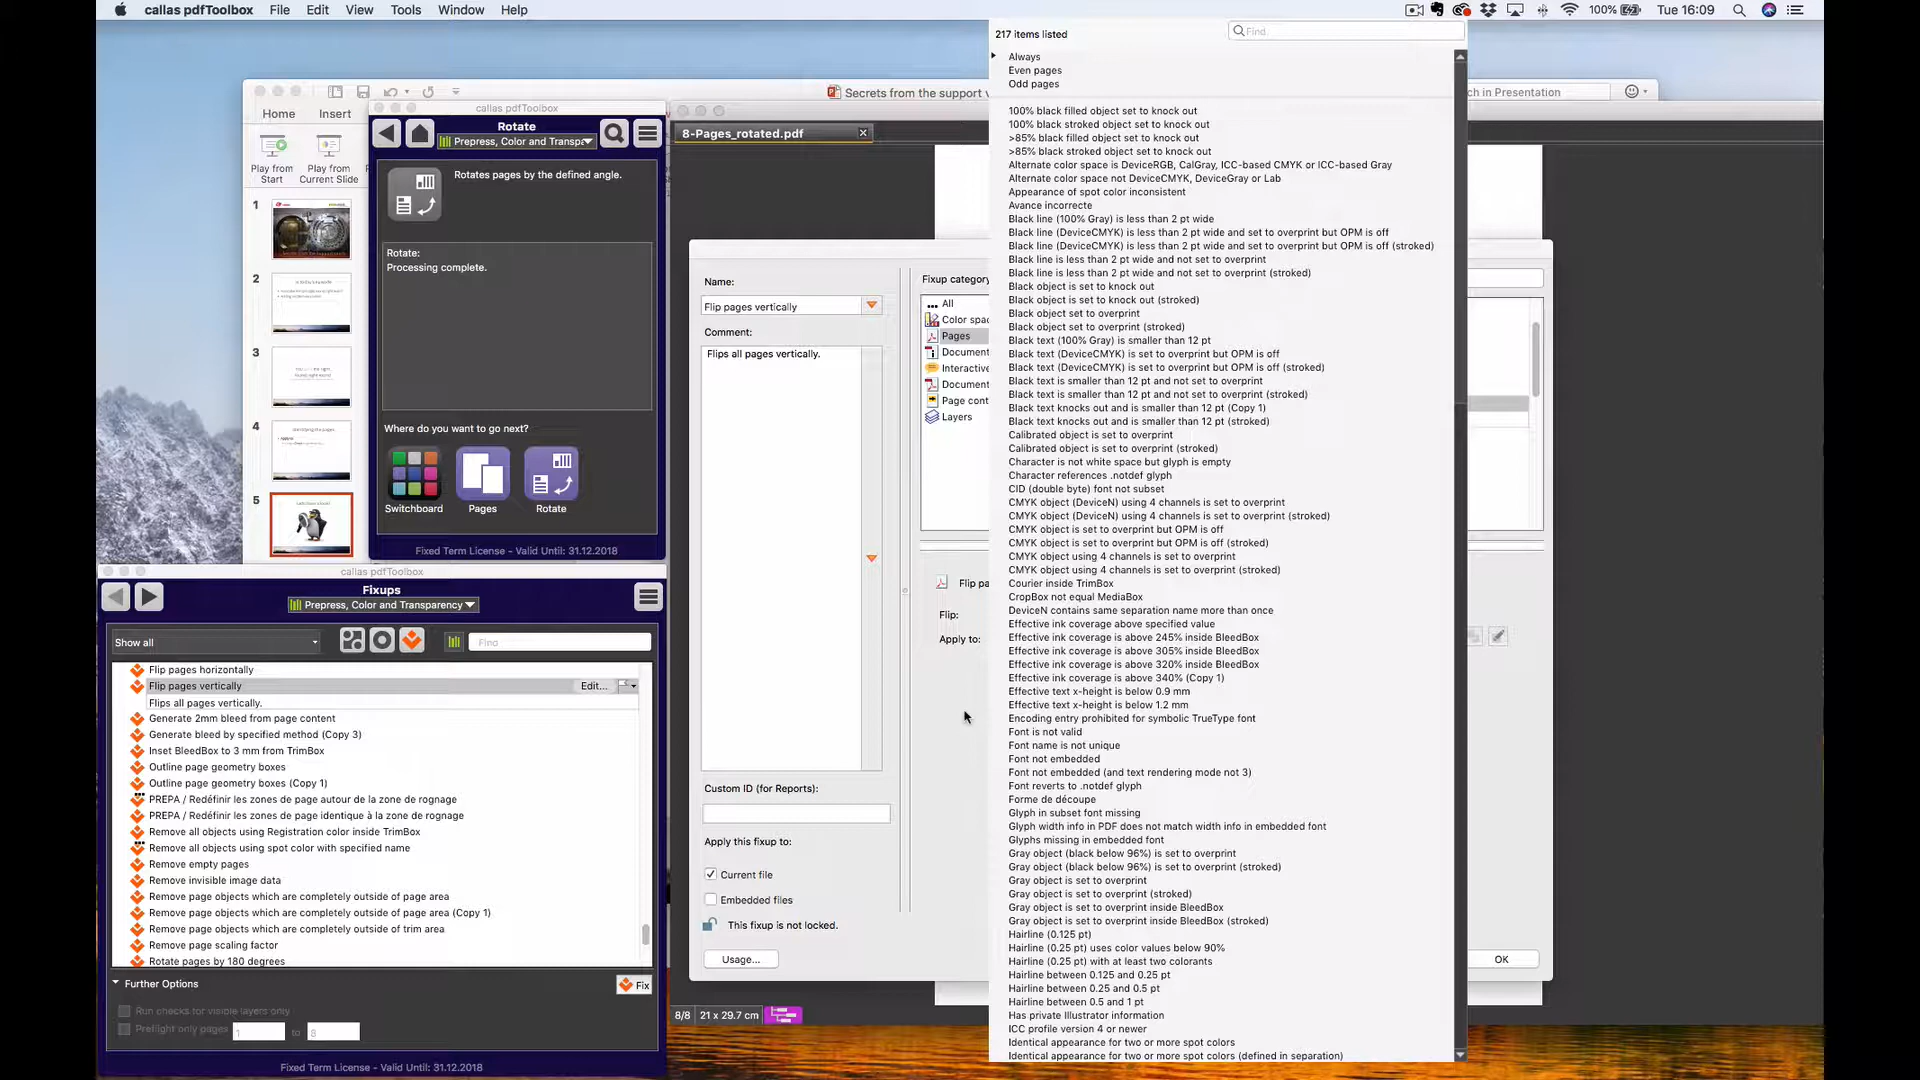 callas pdfToolbox File Edit View Tools Window Help
100% Tue 16:09
Secrets from the support v
ch in Presentation
Home Insert
Play from Start
Play from Current Slide
1
2
3
4
5
callas pdfToolbox
Rotate
Prepress, Color and Transpa
Rotates pages by the defined angle.
Rotate:
Processing complete.
Where do you want to go next?
Switchboard Pages Rotate
Fixed Term License - Valid Until: 31.12.2018
callas pdfToolbox
Fixups
Prepress, Color and Transparency
Show all
Find
Flip pages horizontally
Flip pages vertically Edit...
Flips all pages vertically.
Generate 2mm bleed from page content
Generate bleed by specified method (Copy 3)
Inset BleedBox to 3 mm from TrimBox
Outline page geometry boxes
Outline page geometry boxes (Copy 1)
PREPA / Redéfinir les zones de page autour de la zone de rognage
PREPA / Redéfinir les zones de page identique à la zone de rognage
Remove all objects using Registration color inside TrimBox
Remove all objects using spot color with specified name
Remove empty pages
Remove invisible image data
Remove page objects which are completely outside of page area
Remove page objects which are completely outside of page area (Copy 1)
Remove page objects which are completely outside of trim area
Remove page scaling factor
Rotate pages by 180 degrees
Further Options
Fix
Run checks for visible layers only
Preflight only pages 1 to 8
Fixed Term License - Valid Until: 31.12.2018
8-Pages_rotated.pdf
Name:
Flip pages vertically
Comment:
Flips all pages vertically.
Custom ID (for Reports):
Apply this fixup to:
Current file
Embedded files
This fixup is not locked.
Usage...
8/8 21 x 29.7 cm
Fixup category
All
Color spac
Pages
Document
Interactive
Document
Page cont
Layers
Flip pa
Flip:
Apply to:
OK
217 items listed
Find
Always
Even pages
Odd pages
100% black filled object set to knock out
100% black stroked object set to knock out
>85% black filled object set to knock out
>85% black stroked object set to knock out
Alternate color space is DeviceRGB, CalGray, ICC-based CMYK or ICC-based Gray
Alternate color space not DeviceCMYK, DeviceGray or Lab
Appearance of spot color inconsistent
Avance incorrecte
Black line (100% Gray) is less than 2 pt wide
Black line (DeviceCMYK) is less than 2 pt wide and set to overprint but OPM is off
Black line (DeviceCMYK) is less than 2 pt wide and set to overprint but OPM is off (stroked)
Black line is less than 2 pt wide and not set to overprint
Black line is less than 2 pt wide and not set to overprint (stroked)
Black object is set to knock out
Black object is set to knock out (stroked)
Black object set to overprint
Black object set to overprint (stroked)
Black text (100% Gray) is smaller than 12 pt
Black text (DeviceCMYK) is set to overprint but OPM is off
Black text (DeviceCMYK) is set to overprint but OPM is off (stroked)
Black text is smaller than 12 pt and not set to overprint
Black text is smaller than 12 pt and not set to overprint (stroked)
Black text knocks out and is smaller than 12 pt (Copy 1)
Black text knocks out and is smaller than 12 pt (stroked)
Calibrated object is set to overprint
Calibrated object is set to overprint (stroked)
Character is not white space but glyph is empty
Character references .notdef glyph
CID (double byte) font not subset
CMYK object (DeviceN) using 4 channels is set to overprint
CMYK object (DeviceN) using 4 channels is set to overprint (stroked)
CMYK object is set to overprint but OPM is off
CMYK object is set to overprint but OPM is off (stroked)
CMYK object using 4 channels is set to overprint
CMYK object using 4 channels is set to overprint (stroked)
Courier inside TrimBox
CropBox not equal MediaBox
DeviceN contains same separation name more than once
Effective ink coverage above specified value
Effective ink coverage is above 245% inside BleedBox
Effective ink coverage is above 305% inside BleedBox
Effective ink coverage is above 320% inside BleedBox
Effective ink coverage is above 340% (Copy 1)
Effective text x-height is below 0.9 mm
Effective text x-height is below 1.2 mm
Encoding entry prohibited for symbolic TrueType font
Font is not valid
Font name is not unique
Font not embedded
Font not embedded (and text rendering mode not 3)
Font reverts to .notdef glyph
Forme de découpe
Glyph in subset font missing
Glyph width info in PDF does not match width info in embedded font
Glyphs missing in embedded font
Gray object (black below 96%) is set to overprint
Gray object (black below 96%) is set to overprint (stroked)
Gray object is set to overprint
Gray object is set to overprint (stroked)
Gray object is set to overprint inside BleedBox
Gray object is set to overprint inside BleedBox (stroked)
Hairline (0.125 pt)
Hairline (0.25 pt) uses color values below 90%
Hairline (0.25 pt) with at least two colorants
Hairline between 0.125 and 0.25 pt
Hairline between 0.25 and 0.5 pt
Hairline between 0.5 and 1 pt
Has private Illustrator information
ICC profile version 4 or newer
Identical appearance for two or more spot colors
Identical appearance for two or more spot colors (defined in separation)